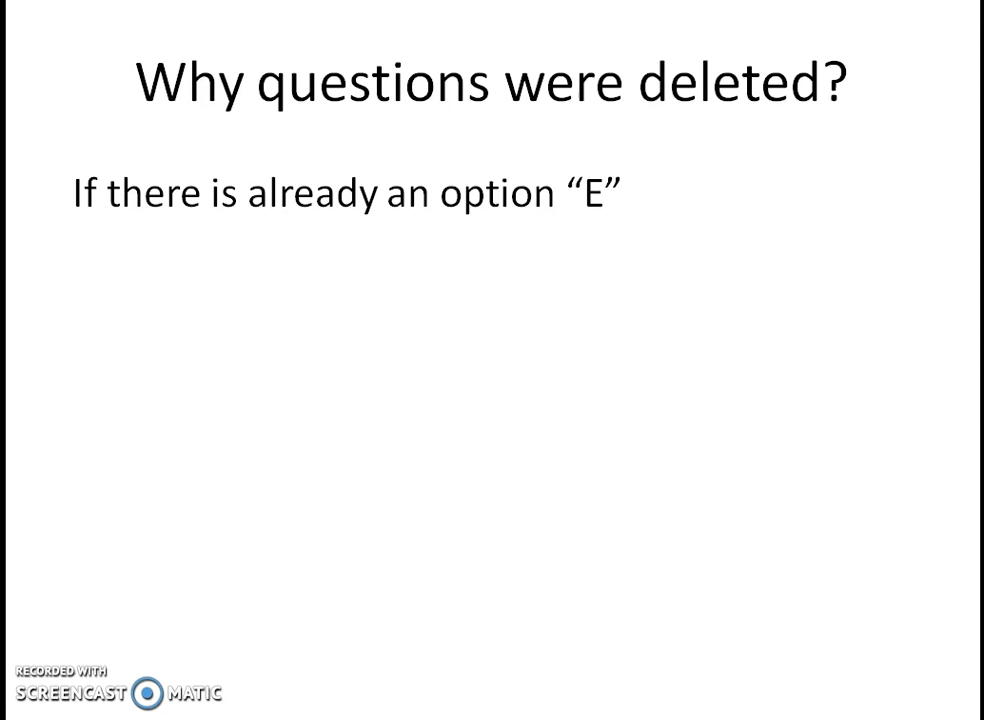 Why questions were deleted?
If there is already an option “E”
RECORDED WITH
SCREENCAST MATIC